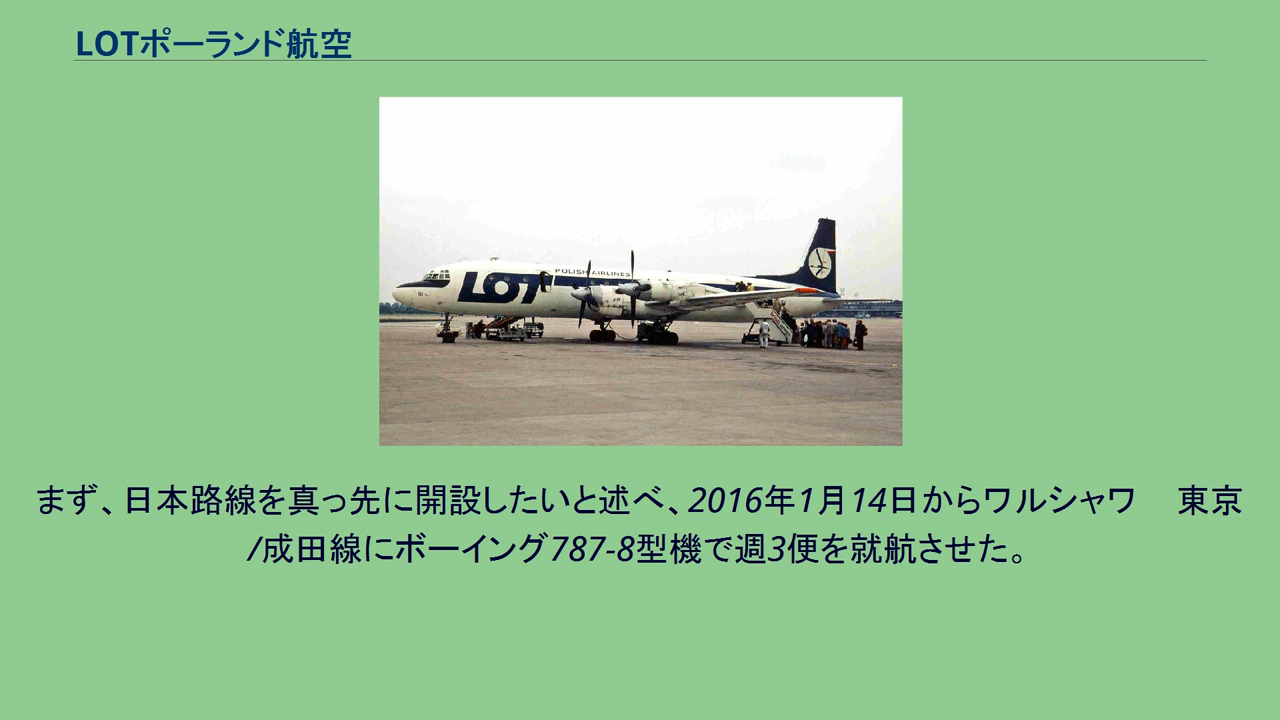 LOTポーランド航空
POLISH AIRLINES
LOT
まず、日本路線を真っ先に開設したいと述べ、2016年1月14日からワルシャワ　東京
/成田線にボーイング787-8型機で週3便を就航させた。